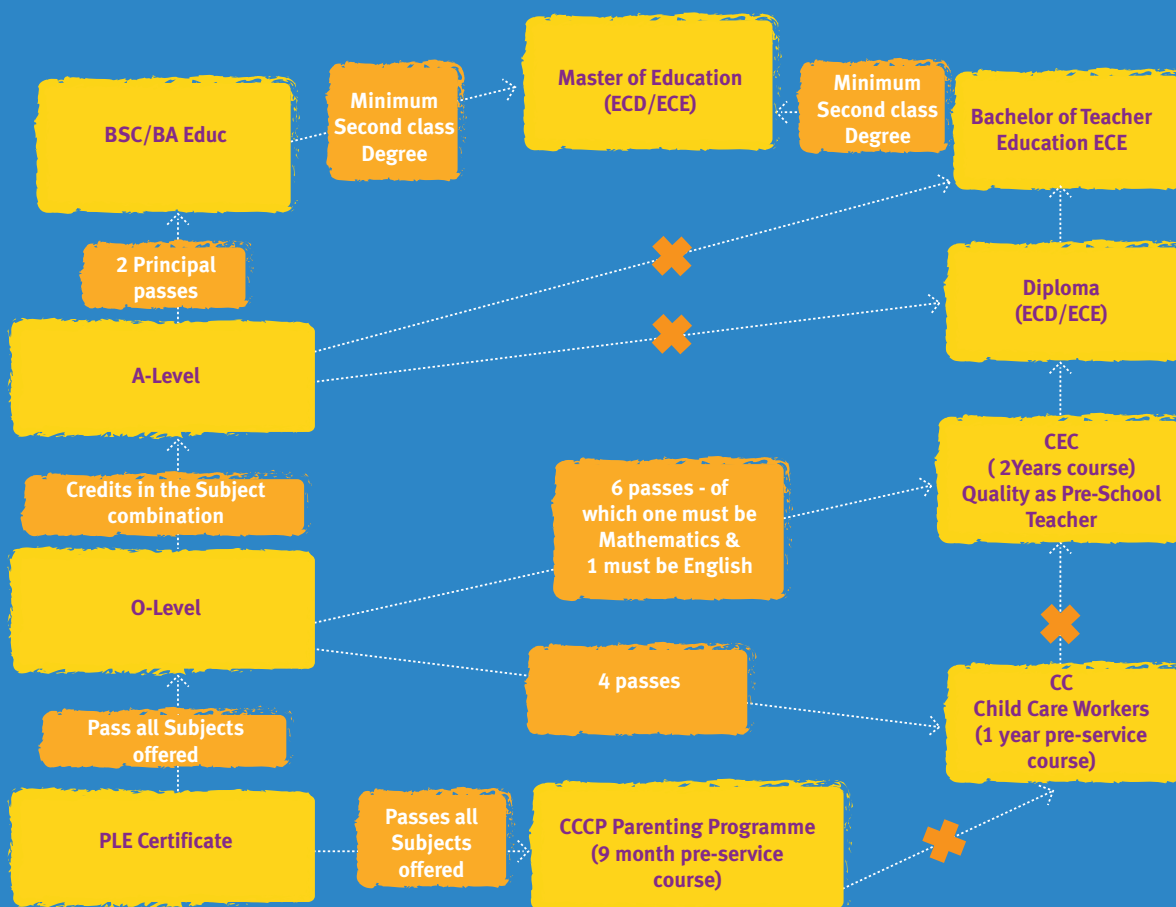 Master of Education
(ECD/ECE)
Minimum
Second class
Degree
Minimum
Second class
Degree
BSC/BA Educ
Bachelor of Teacher
Education ECE
2 Principal
passes
Diploma
(ECD/ECE)
A-Level
CEC
( 2Years course)
Quality as Pre-School
Teacher
Credits in the Subject
combination
6 passes - of
which one must be
Mathematics &
1 must be English
O-Level
4 passes
CC
Child Care Workers
(1 year pre-service
course)
Pass all Subjects
offered
PLE Certificate
Passes all
Subjects
offered
CCCP Parenting Programme
(9 month pre-service
course)